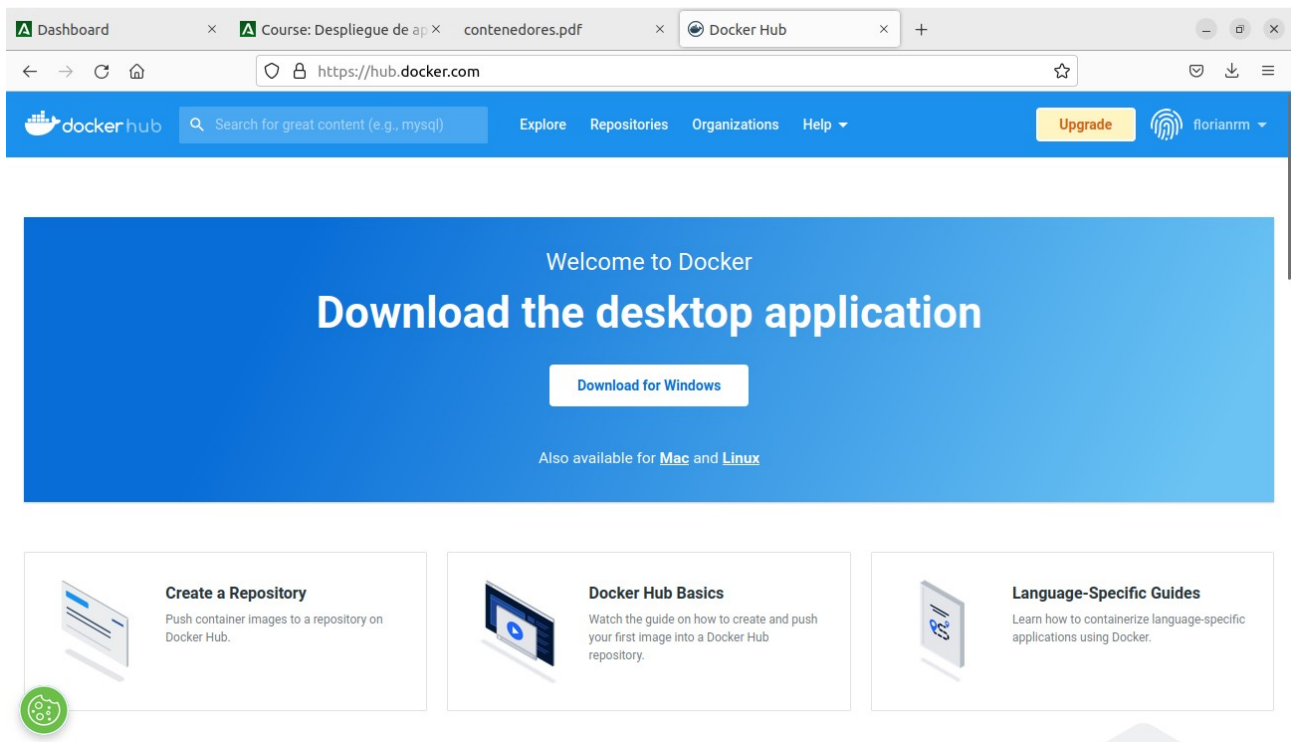 Dashboard
Course: Despliegue de ap
contenedores.pdf
Docker Hub
https://hub.docker.com
dockerhub
Search for great content (e.g., mysql)
Explore
Repositories
Organizations
Help
Upgrade
florianrm
Welcome to Docker
Download the desktop application
Download for Windows
Also available for Mac and Linux
Create a Repository
Push container images to a repository on
Docker Hub.
Docker Hub Basics
Watch the guide on how to create and push
your first image into a Docker Hub
repository.
Language-Specific Guides
Learn how to containerize language-specific
applications using Docker.